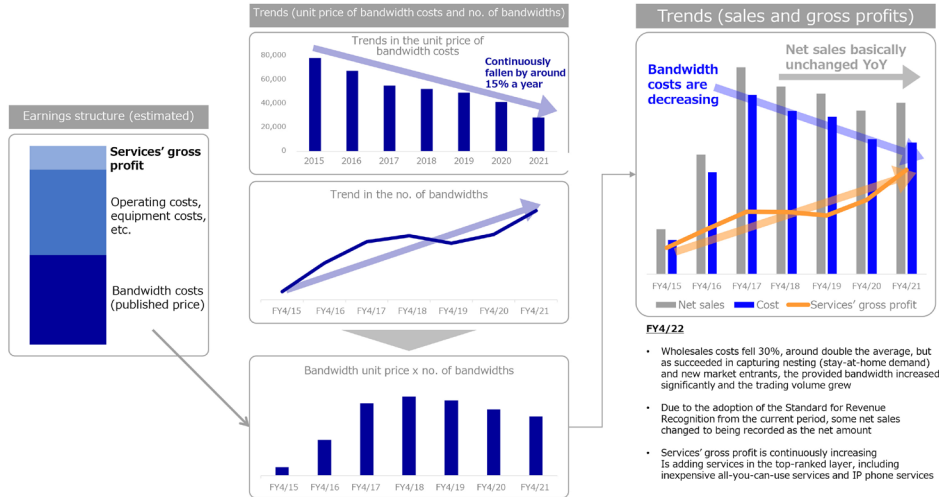 Earnings structure (estimated)
Services' gross
profit
Operating costs,
equipment costs,
etc.
Bandwidth costs
(published price)
Trends (unit price of bandwidth costs and no. of bandwidths)
Trends in the unit price of
bandwidth costs
Continuously
fallen by around
15% a year
80,000
60,000
40,000
20,000
0
2015 2016 2017 2018 2019 2020 2021
Trend in the no. of bandwidths
FY4/15 FY4/16 FY4/17 FY4/18 FY4/19 FY4/20 FY4/21
Bandwidth unit price x no. of bandwidths
FY4/15 FY4/16 FY4/17 FY4/18 FY4/19 FY4/20 FY4/21
Trends (sales and gross profits)
Net sales basically
unchanged YoY
Bandwidth
costs are
decreasing
FY4/15 FY4/16 FY4/17 FY4/18 FY4/19 FY4/20 FY4/21
Net sales Cost Services' gross profit
FY4/22
• Wholesales costs fell 30%, around double the average, but
as succeeded in capturing nesting (stay-at-home demand)
and new market entrants, the provided bandwidth increased
significantly and the trading volume grew
• Due to the adoption of the Standard for Revenue
Recognition from the current period, some net sales
changed to being recorded as the net amount
• Services' gross profit is continuously increasing
Is adding services in the top-ranked layer, including
inexpensive all-you-can-use services and IP phone services